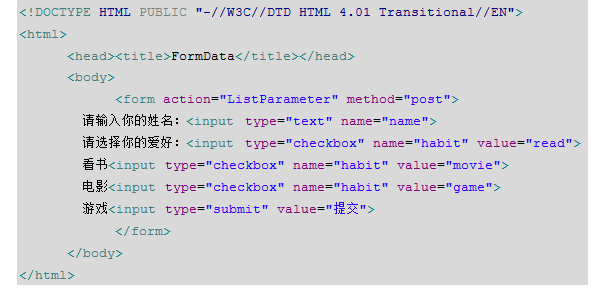 <!DOCTYPE HTML PUBLIC "-//W3C//DTD HTML 4.01 Transitional//EN">
<html>
<head><title>FormData</title></head>
<body>
<form action="ListParameter" method="post">
请输入你的姓名：<input type="text" name="name">
请选择你的爱好：<input type="checkbox" name="habit" value="read">
看书<input type="checkbox" name="habit" value="movie">
电影<input type="checkbox" name="habit" value="game">
游戏<input type="submit" value="提交">
</form>
</body>
</html>